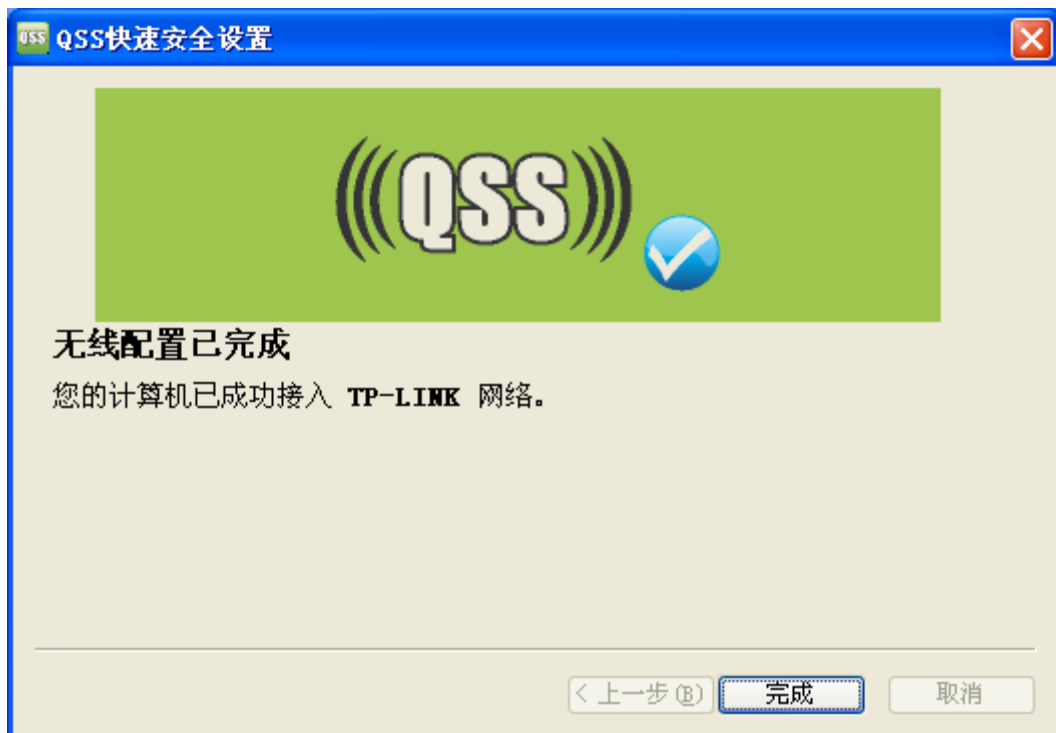 QSS QSS快速安全设置
(((QSS)))
无线配置已完成
您的计算机已成功接入 TP-LINK 网络。
< 上一步(B) 完成 取消